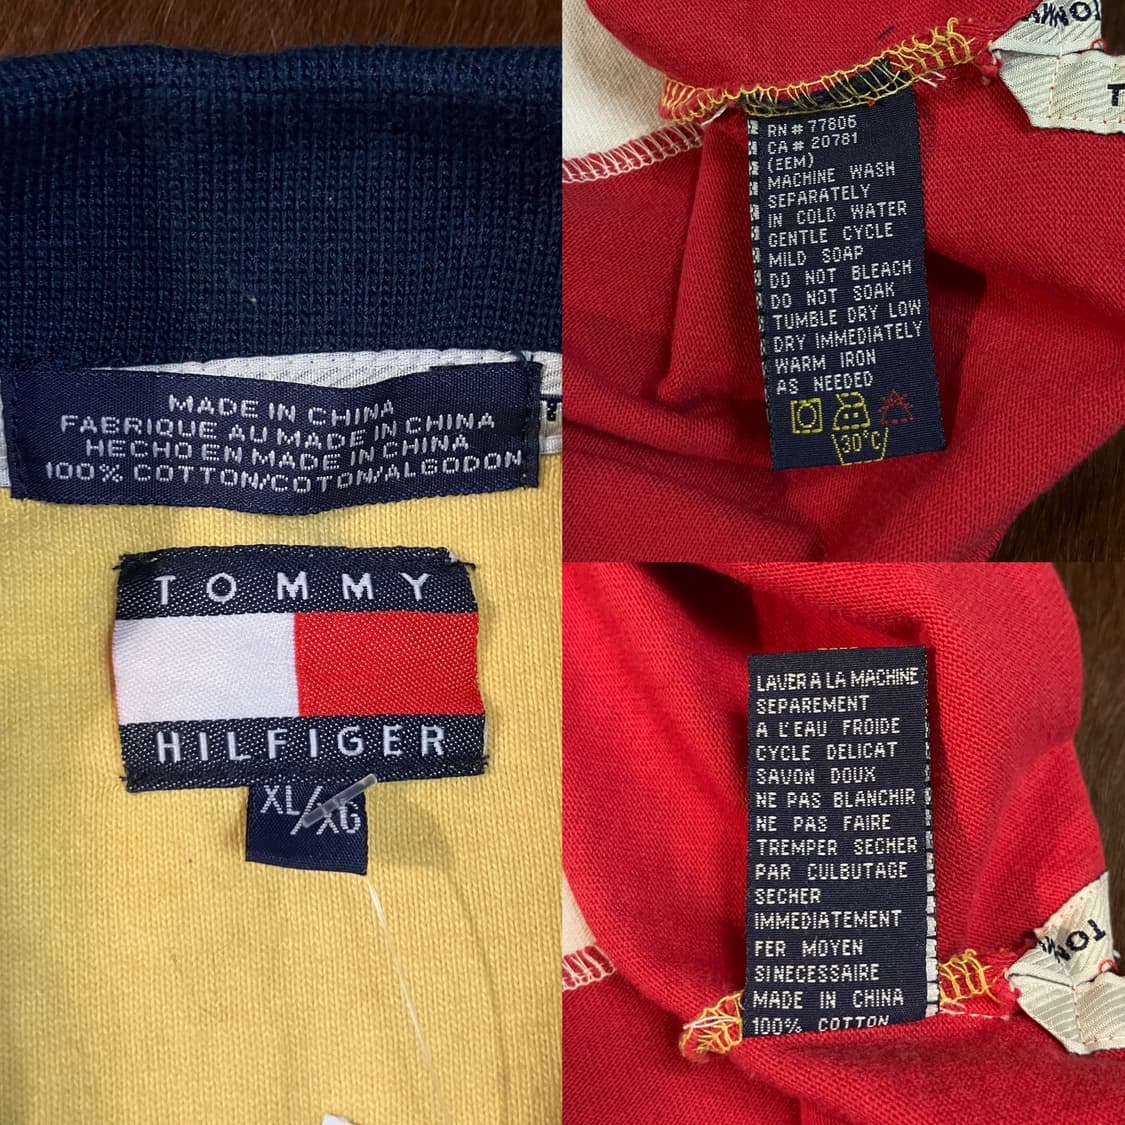 MADE IN CHINA
FABRIQUE AU MADE IN CHINA
HECHO EN MADE IN CHINA
100% COTTON/COTON/ALGODON
TOMMY
HILFIGER
XL/XG
RN # 77806
CA # 20781
(EEM)
MACHINE WASH
SEPARATELY
IN COLD WATER
GENTLE CYCLE
MILD SOAP
DO NOT BLEACH
DO NOT SOAK
TUMBLE DRY LOW
DRY IMMEDIATELY
WARM IRON
AS NEEDED
30°C
LAVER A LA MACHINE
SEPAREMENT
A L'EAU FROIDE
CYCLE DELICAT
SAVON DOUX
NE PAS BLANCHIR
NE PAS FAIRE
TREMPER SECHER
PAR CULBUTAGE
SECHER
IMMEDIATEMENT
FER MOYEN
SINECESSAIRE
MADE IN CHINA
100% COTTON